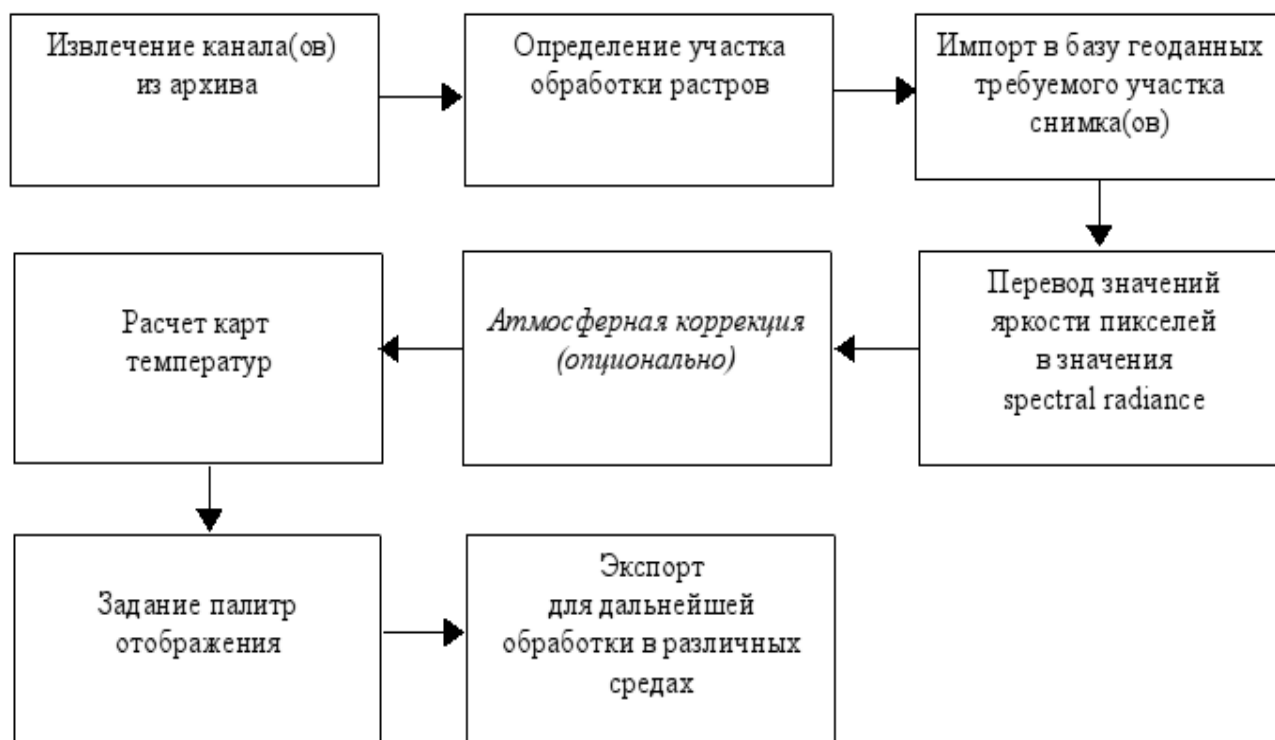 Извлечение канала(ов)
из архива
Определение участка
обработки растров
Импорт в базу геоданных
требуемого участка
снимка(ов)
Перевод значений
яркости пикселей
в значения
spectral radiance
Атмосферная коррекция
(опционально)
Расчет карт
температур
Задание палитр
отображения
Экспорт
для дальнейшей
обработки в различных
средах